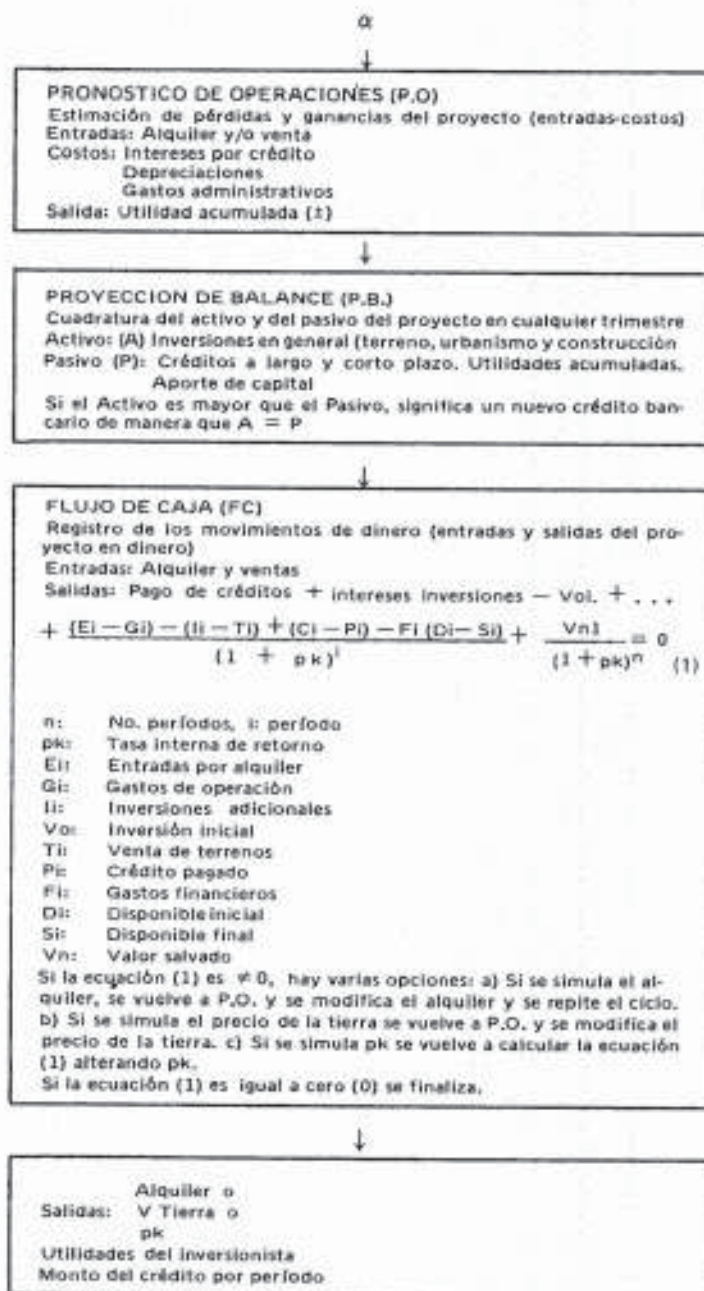 α
↓
PRONOSTICO DE OPERACIONES (P.O)
Estimación de pérdidas y ganancias del proyecto (entradas-costos)
Entradas: Alquiler y/o venta
Costos: Intereses por crédito
Depreciaciones
Gastos administrativos
Salida: Utilidad acumulada (±)
↓
PROYECCION DE BALANCE (P.B.)
Cuadratura del activo y del pasivo del proyecto en cualquier trimestre
Activo: (A) Inversiones en general (terreno, urbanismo y construcción
Pasivo (P): Créditos a largo y corto plazo. Utilidades acumuladas.
Aporte de capital
Si el Activo es mayor que el Pasivo, significa un nuevo crédito ban-
cario de manera que A = P
↓
FLUJO DE CAJA (FC)
Registro de los movimientos de dinero (entradas y salidas del pro-
yecto en dinero)
Entradas: Alquiler y ventas
Salidas: Pago de créditos + intereses inversiones — Vol. + . . .
+ (Ei — Gi) — (Ii — Ti) + (Ci — Pi) — Fi (Di— Si) / (1 + pk)^i + Vn1 / (1 + pk)^n = 0 (1)
n: No. períodos, i: período
pk: Tasa interna de retorno
Ei: Entradas por alquiler
Gi: Gastos de operación
Ii: Inversiones adicionales
Vo: Inversión inicial
Ti: Venta de terrenos
Pi: Crédito pagado
Fi: Gastos financieros
Di: Disponible inicial
Si: Disponible final
Vn: Valor salvado
Si la ecuación (1) es ≠ 0, hay varias opciones: a) Si se simula el al-
quiler, se vuelve a P.O. y se modifica el alquiler y se repite el ciclo.
b) Si se simula el precio de la tierra se vuelve a P.O. y se modifica el
precio de la tierra. c) Si se simula pk se vuelve a calcular la ecuación
(1) alterando pk.
Si la ecuación (1) es igual a cero (0) se finaliza.
↓
Alquiler o
Salidas: V Tierra o
pk
Utilidades del inversionista
Monto del crédito por período